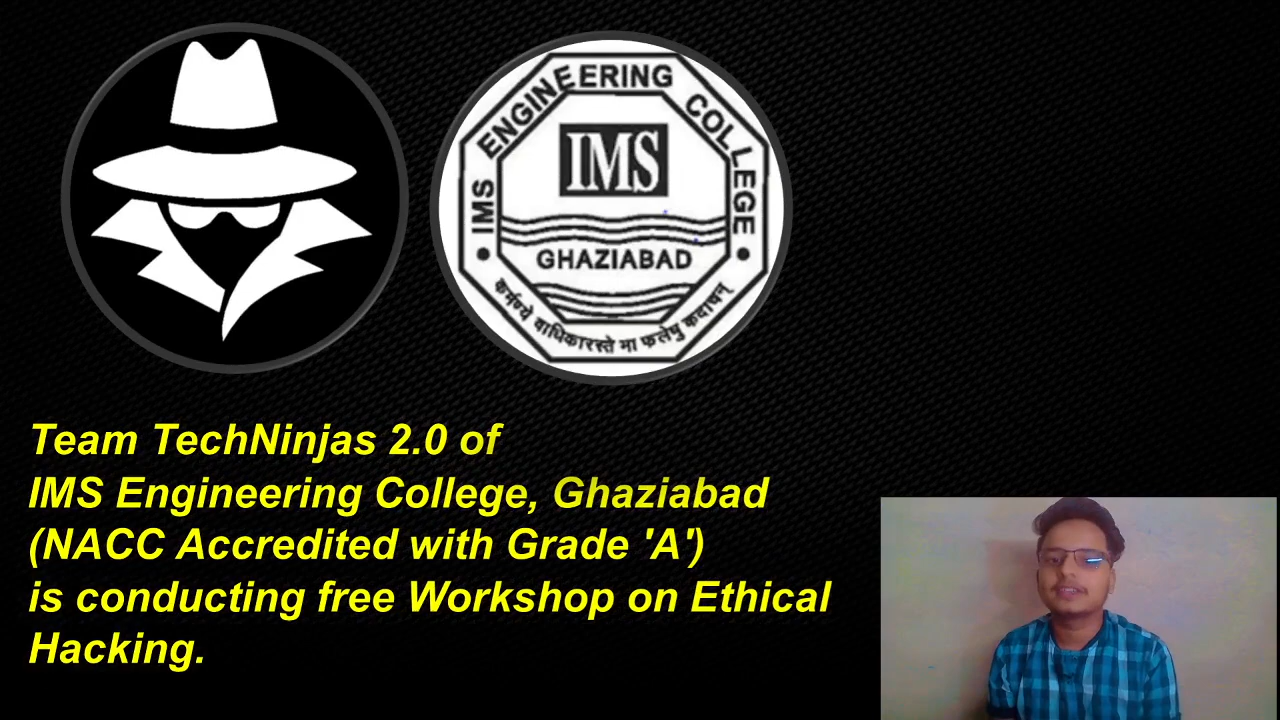 IMS ENGINEERING COLLEGE
IMS
GHAZIABAD
कर्मण्ये वाधिकारस्ते मा फलेषु कदाचन्
Team TechNinjas 2.0 of
IMS Engineering College, Ghaziabad
(NACC Accredited with Grade 'A')
is conducting free Workshop on Ethical
Hacking.